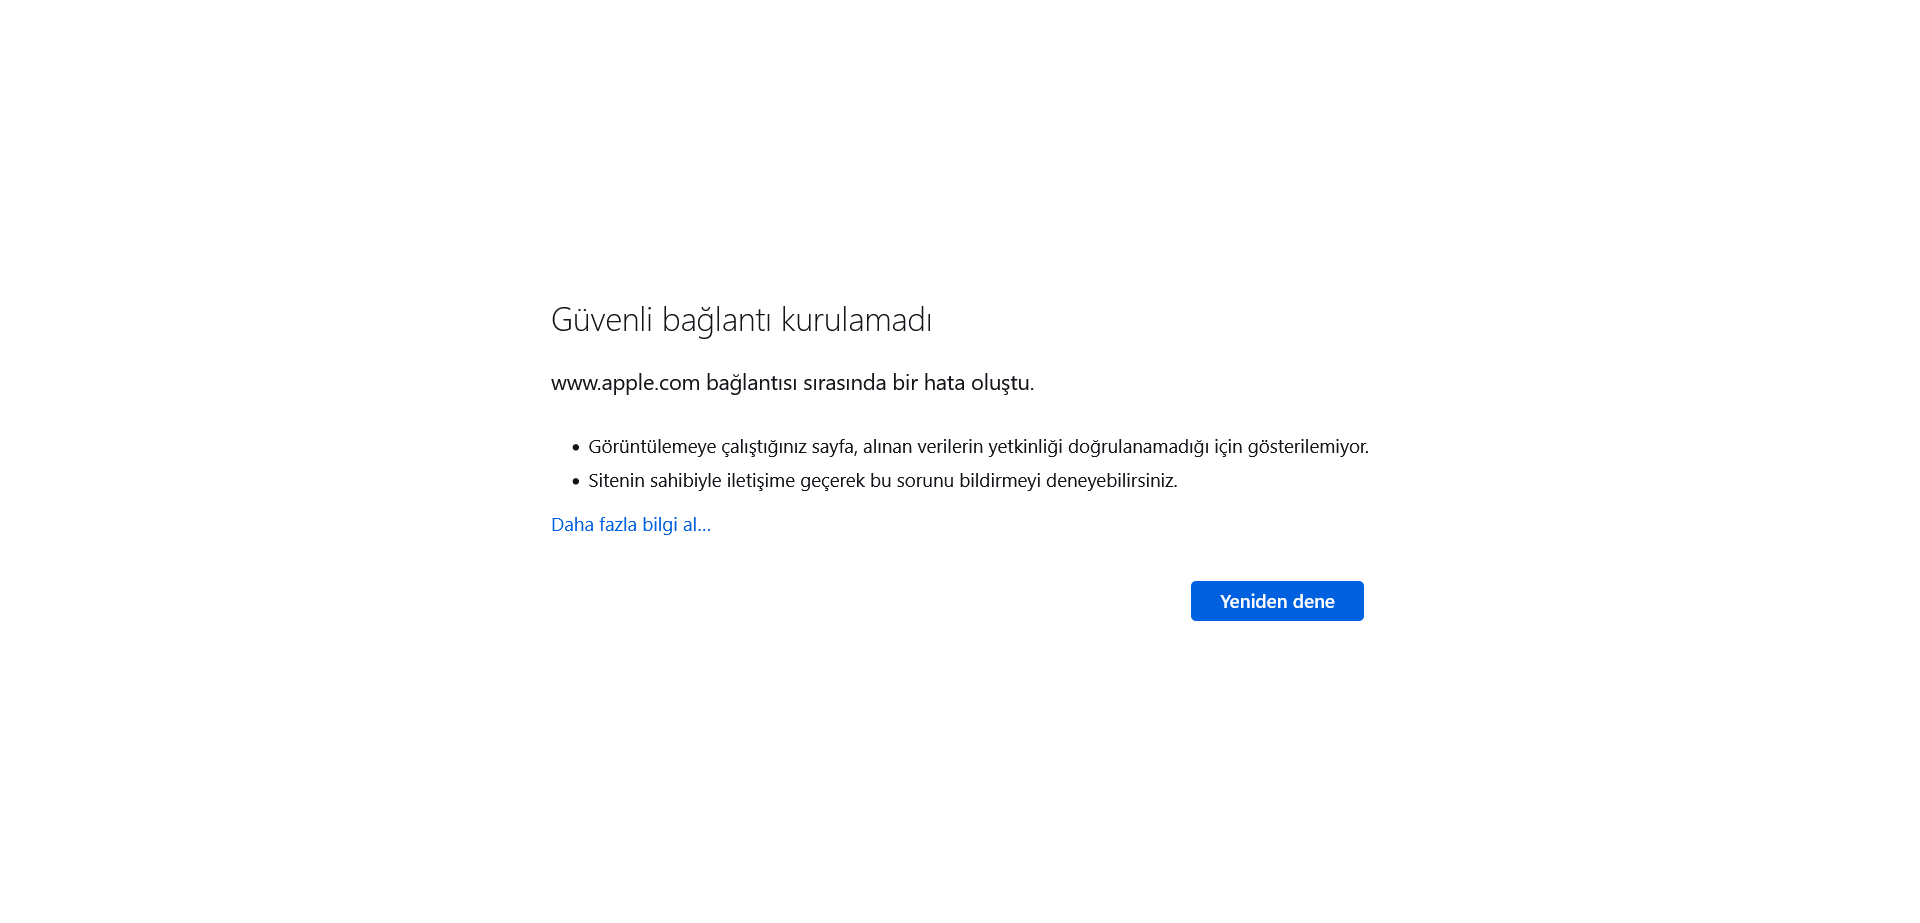 Güvenli bağlantı kurulamadı
www.apple.com bağlantısı sırasında bir hata oluştu.
• Görüntülemeye çalıştığınız sayfa, alınan verilerin yetkinliği doğrulanamadığı için gösterilemiyor.
• Sitenin sahibiyle iletişime geçerek bu sorunu bildirmeyi deneyebilirsiniz.
Daha fazla bilgi al...
Yeniden dene